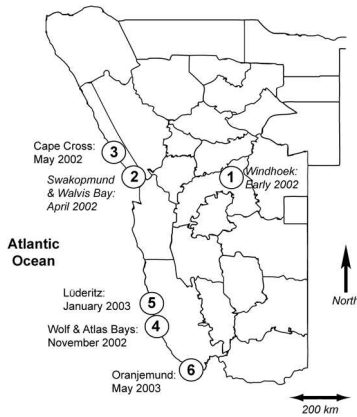 Cape Cross:
May 2002
3
Swakopmund
& Walvis Bay:
April 2002
2
1
Windhoek:
Early 2002
Atlantic
Ocean
North
Lüderitz:
January 2003
5
Wolf & Atlas Bays:
November 2002
4
Oranjemund:
May 2003
6
200 km